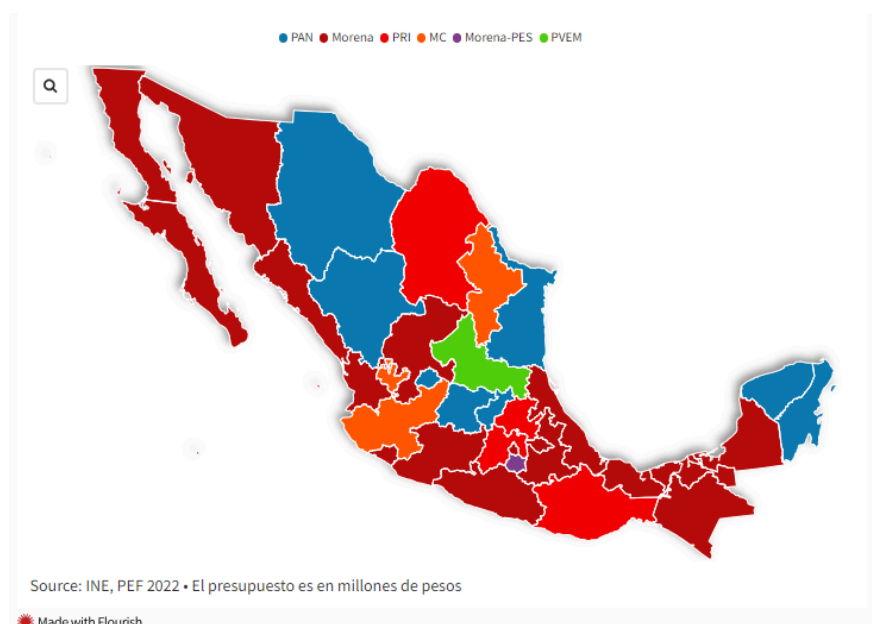 PAN Morena PRI MC Morena-PES PVEM
Source: INE, PEF 2022 • El presupuesto es en millones de pesos
Made with Flourish